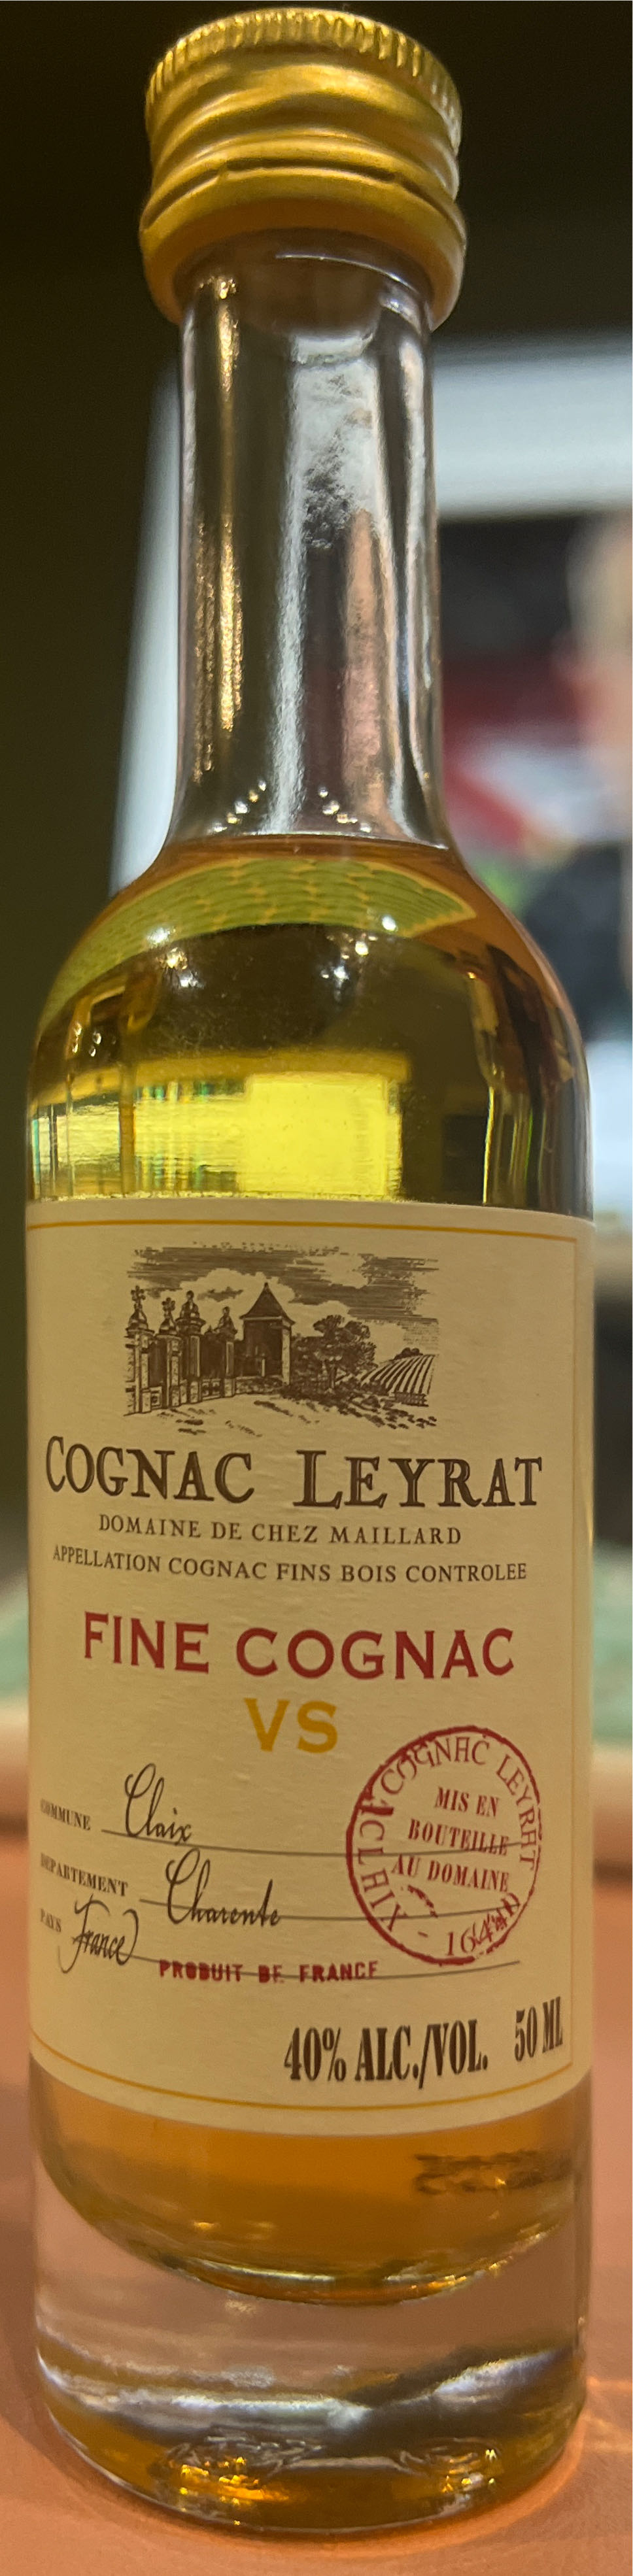 COGNAC LEYRAT
DOMAINE DE CHEZ MAILLARD
APPELLATION COGNAC FINS BOIS CONTROLEE
FINE COGNAC
VS
COMMUNE Claix
DEPARTEMENT Charente
PAYS France
PRODUIT DE FRANCE
COGNAC LEYRAT
MIS EN
BOUTEILLE
AU DOMAINE
CLAIX
40% ALC./VOL. 50 ML